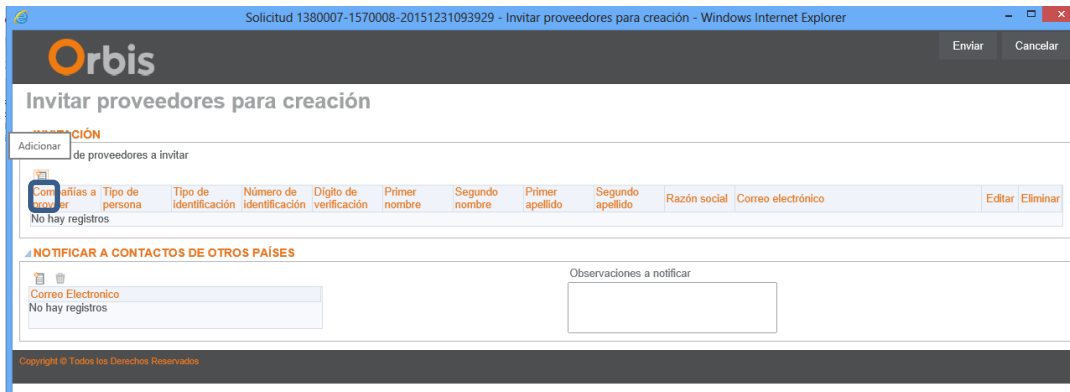 Solicitud 1380007-1570008-20151231093929 - Invitar proveedores para creación - Windows Internet Explorer
Orbis
Enviar Cancelar
Invitar proveedores para creación
Adicionar
de proveedores a invitar
Compañías a proveer
Tipo de persona
Tipo de identificación
Número de identificación
Dígito de verificación
Primer nombre
Segundo nombre
Primer apellido
Segundo apellido
Razón social
Correo electrónico
Editar
Eliminar
No hay registros
NOTIFICAR A CONTACTOS DE OTROS PAÍSES
Observaciones a notificar
Correo Electronico
No hay registros
Copyright © Todos los Derechos Reservados